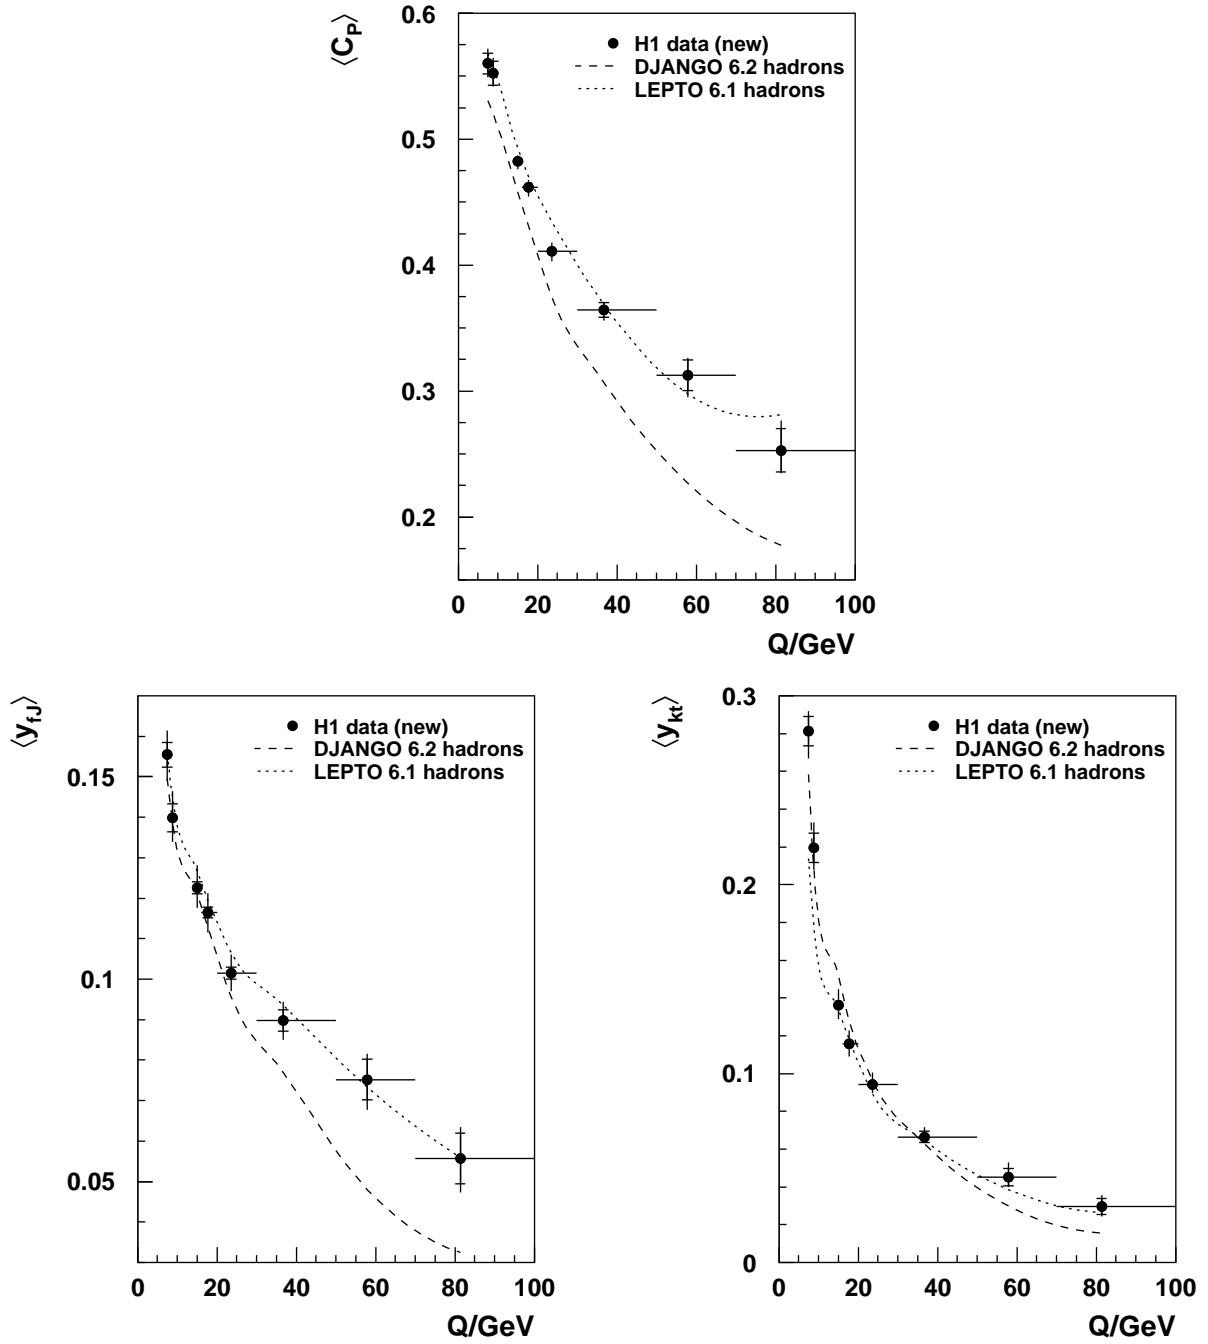 ⟨C_P⟩
0.6
H1 data (new)
DJANGO 6.2 hadrons
LEPTO 6.1 hadrons
0.5
0.4
0.3
0.2
0 20 40 60 80 100
Q/GeV
⟨y_fJ⟩
H1 data (new)
DJANGO 6.2 hadrons
LEPTO 6.1 hadrons
0.15
0.1
0.05
0 20 40 60 80 100
Q/GeV
⟨y_kt⟩
0.3
H1 data (new)
DJANGO 6.2 hadrons
LEPTO 6.1 hadrons
0.2
0.1
0
0 20 40 60 80 100
Q/GeV